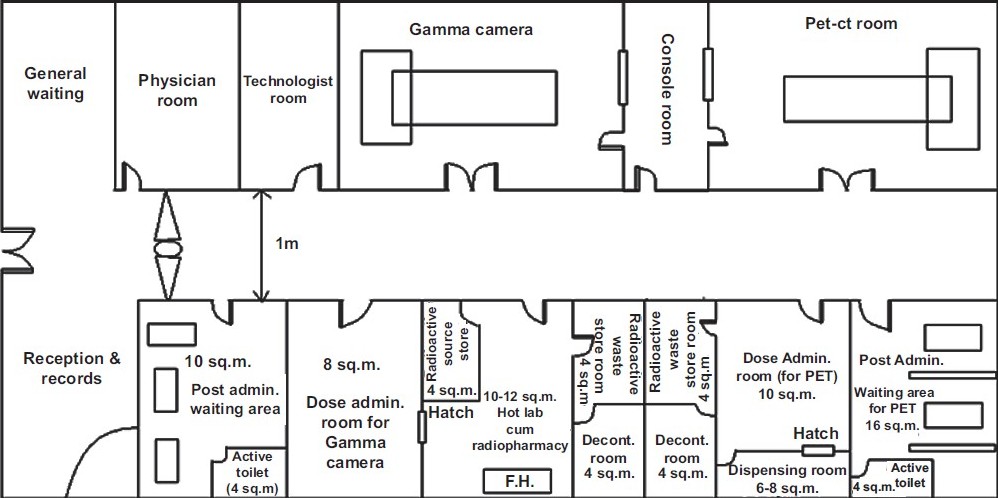 General
waiting
Physician
room
Technologist
room
Gamma camera
Console room
Pet-ct room
1m
Reception &
records
10 sq.m.
Post admin.
waiting area
Active
toilet
(4 sq.m)
8 sq.m.
Dose admin.
room for
Gamma
camera
Radioactive
source
store
4 sq.m.
Hatch
10-12 sq.m.
Hot lab
cum
radiopharmacy
F.H.
Radioactive
waste
store room
4 sq.m
Decont.
room
4 sq.m.
Radioactive
waste
store room
4 sq.m
Decont.
room
4 sq.m.
Dose Admin.
room (for PET)
10 sq.m.
Hatch
Dispensing room
6-8 sq.m.
Post Admin.
Waiting area
for PET
16 sq.m.
Active
toilet
4 sq.m.